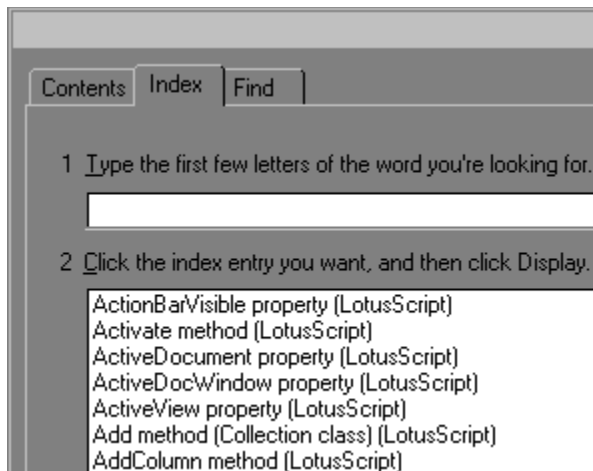 Contents Index Find
1 Type the first few letters of the word you're looking for.
2 Click the index entry you want, and then click Display.
ActionBarVisible property (LotusScript)
Activate method (LotusScript)
ActiveDocument property (LotusScript)
ActiveDocWindow property (LotusScript)
ActiveView property (LotusScript)
Add method (Collection class) (LotusScript)
AddColumn method (LotusScript)